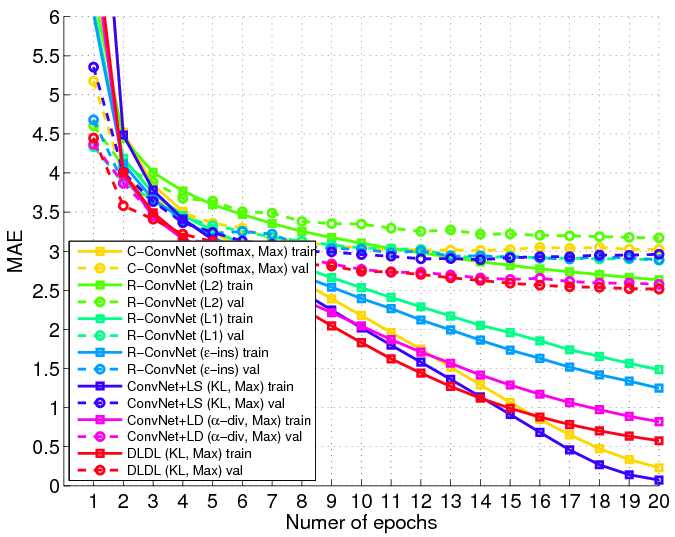 6
5.5
5
4.5
4
3.5
3
2.5
2
1.5
1
0.5
0
MAE
C−ConvNet (softmax, Max) train
C−ConvNet (softmax, Max) val
R−ConvNet (L2) train
R−ConvNet (L2) val
R−ConvNet (L1) train
R−ConvNet (L1) val
R−ConvNet (ε−ins) train
R−ConvNet (ε−ins) val
ConvNet+LS (KL, Max) train
ConvNet+LS (KL, Max) val
ConvNet+LD (α−div, Max) train
ConvNet+LD (α−div, Max) val
DLDL (KL, Max) train
DLDL (KL, Max) val
1 2 3 4 5 6 7 8 9 10 11 12 13 14 15 16 17 18 19 20
Numer of epochs